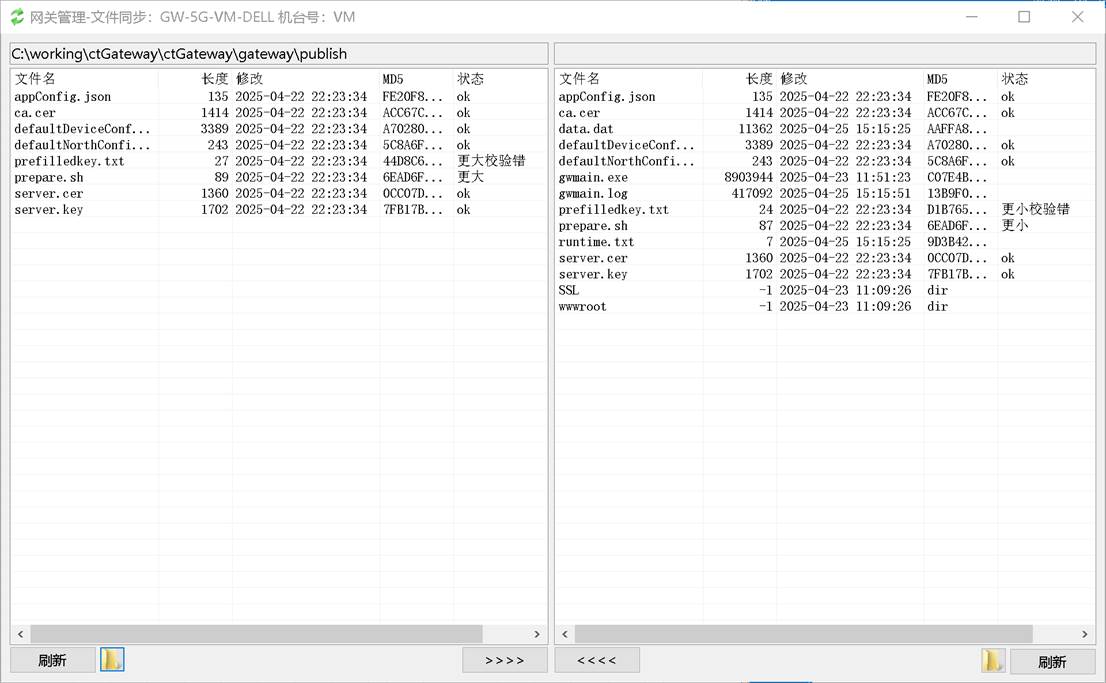 网关管理-文件同步：GW-5G-VM-DELL 机台号：VM
C:\working\ctGateway\ctGateway\gateway\publish
文件名 长度 修改 MD5 状态
appConfig.json 135 2025-04-22 22:23:34 FE20F8... ok
ca.cer 1414 2025-04-22 22:23:34 ACC67C... ok
defaultDeviceConf... 3389 2025-04-22 22:23:34 A70280... ok
defaultNorthConfi... 243 2025-04-22 22:23:34 5C8A6F... ok
prefilledkey.txt 27 2025-04-22 22:23:34 44D8C6... 更大校验错
prepare.sh 89 2025-04-22 22:23:34 6EAD6F... 更大
server.cer 1360 2025-04-22 22:23:34 0CC07D... ok
server.key 1702 2025-04-22 22:23:34 7FB17B... ok
刷新
>>>>
文件名 长度 修改 MD5 状态
appConfig.json 135 2025-04-22 22:23:34 FE20F8... ok
ca.cer 1414 2025-04-22 22:23:34 ACC67C... ok
data.dat 11362 2025-04-25 15:15:25 AAFFA8...
defaultDeviceConf... 3389 2025-04-22 22:23:34 A70280... ok
defaultNorthConfi... 243 2025-04-22 22:23:34 5C8A6F... ok
gwmain.exe 8903944 2025-04-23 11:51:23 C07E4B...
gwmain.log 417092 2025-04-25 15:15:51 13B9F0...
prefilledkey.txt 24 2025-04-22 22:23:34 D1B765... 更小校验错
prepare.sh 87 2025-04-22 22:23:34 6EAD6F... 更小
runtime.txt 7 2025-04-25 15:15:25 9D3B42...
server.cer 1360 2025-04-22 22:23:34 0CC07D... ok
server.key 1702 2025-04-22 22:23:34 7FB17B... ok
SSL -1 2025-04-23 11:09:26 dir
wwwroot -1 2025-04-23 11:09:26 dir
<<<<
刷新